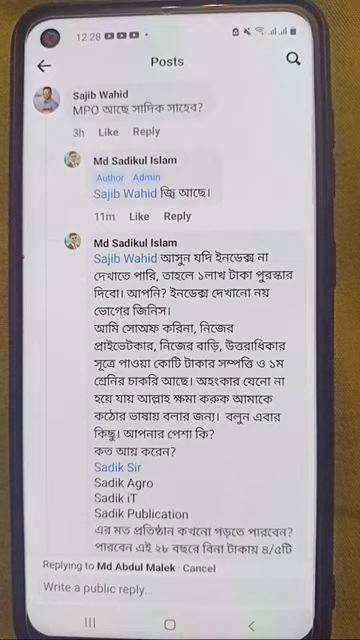 12:28
Posts
Sajib Wahid
MPO আছে সাদিক সাহেব?
3h Like Reply
Md Sadikul Islam
Author Admin
Sajib Wahid জ্বি আছে।
11m Like Reply
Md Sadikul Islam
Sajib Wahid আসুন যদি ইনডেক্স না
দেখাতে পারি, তাহলে ১লাখ টাকা পুরস্কার
দিবো। আপনি? ইনডেক্স দেখানো নয়
ভোগের জিনিস।
আমি সোঅফ করিনা, নিজের
প্রাইভেটকার, নিজের বাড়ি, উত্তরাধিকার
সূত্রে পাওয়া কোটি টাকার সম্পত্তি ও ১ম
শ্রেনির চাকরি আছে। অহংকার যেনো না
হয়ে যায় আল্লাহ ক্ষমা করুক আমাকে
কঠোর ভাষায় বলার জন্য। বলুন এবার
কিছু। আপনার পেশা কি?
কত আয় করেন?
Sadik Sir
Sadik Agro
Sadik iT
Sadik Publication
এর মত প্রতিষ্ঠান কখনো গড়তে পারবেন?
পারবেন এই ২৮ বছরে বিনা টাকায় ৪/৫টি
Replying to Md Abdul Malek · Cancel
Write a public reply...